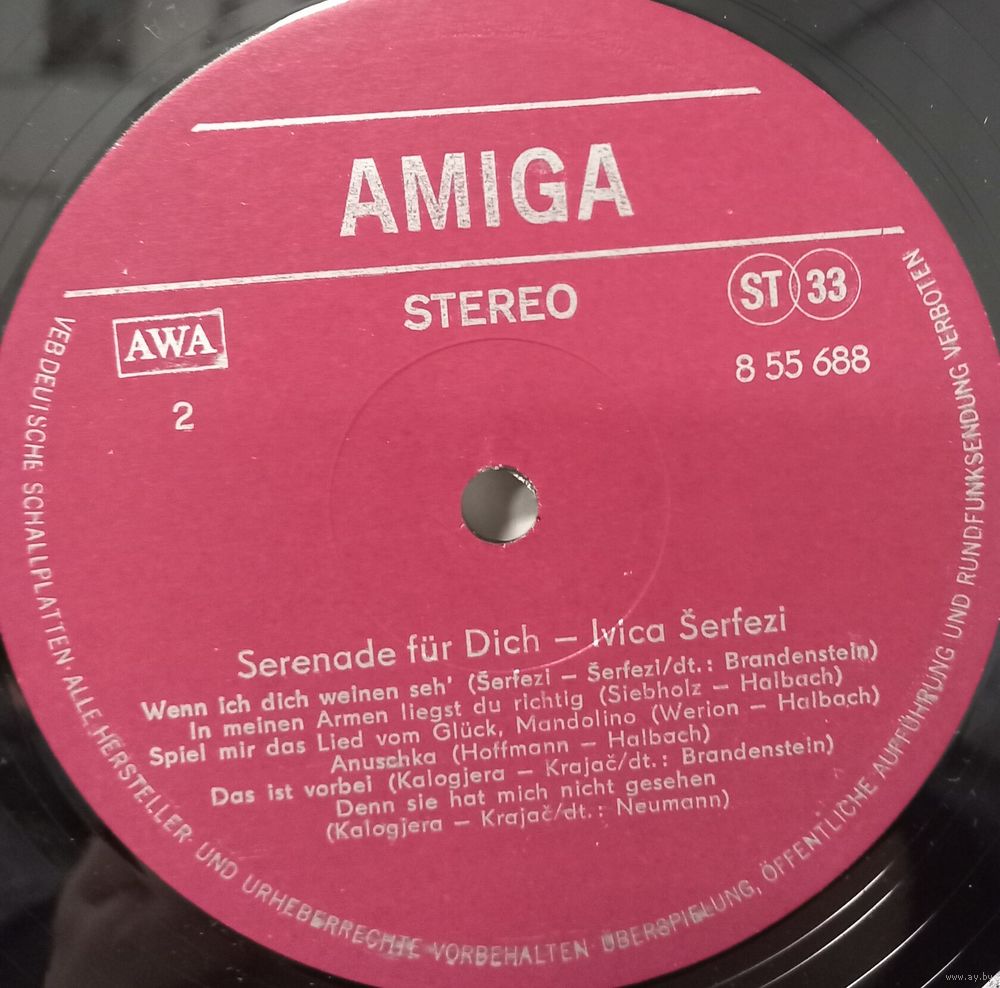 AMIGA
STEREO
ST 33
AWA
8 55 688
2
Serenade für Dich – Ivica Šerfezi
Wenn ich dich weinen seh' (Šerfezi – Šerfezi/dt.: Brandenstein)
In meinen Armen liegst du richtig (Siebholz – Halbach)
Spiel mir das Lied vom Glück, Mandolino (Werion – Halbach)
Anuschka (Hoffmann – Halbach)
Das ist vorbei (Kalogjera – Krajač/dt.: Brandenstein)
Denn sie hat mich nicht gesehen
(Kalogjera – Krajač/dt.: Neumann)
VEB DEUTSCHE SCHALLPLATTEN · ALLE HERSTELLER- UND URHEBERRECHTE VORBEHALTEN · ÜBERSPIELUNG, ÖFFENTLICHE AUFFÜHRUNG UND RUNDFUNKSENDUNG VERBOTEN
www.ay.by